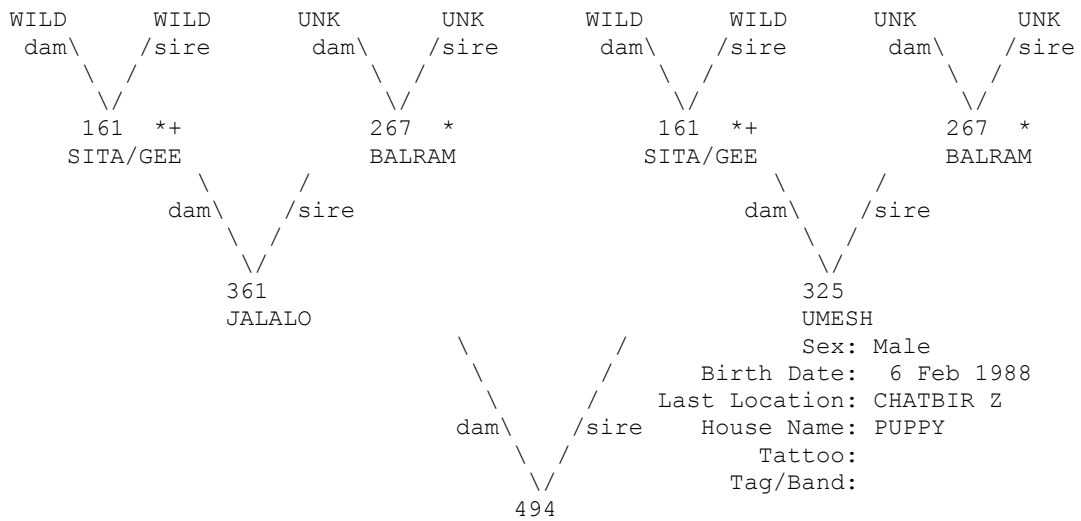 WILD WILD UNK UNK WILD WILD UNK UNK
dam\ /sire dam\ /sire dam\ /sire dam\ /sire
\ / \ / \ / \ /
\/ \/ \/ \/
161 *+ 267 * 161 *+ 267 *
SITA/GEE BALRAM SITA/GEE BALRAM
\ / \ /
dam\ /sire dam\ /sire
\ / \ /
\/ \/
361 325
JALALO UMESH
\ / Sex: Male
\ / Birth Date: 6 Feb 1988
\ / Last Location: CHATBIR Z
dam\ /sire House Name: PUPPY
\ / Tattoo:
\/ Tag/Band:
494